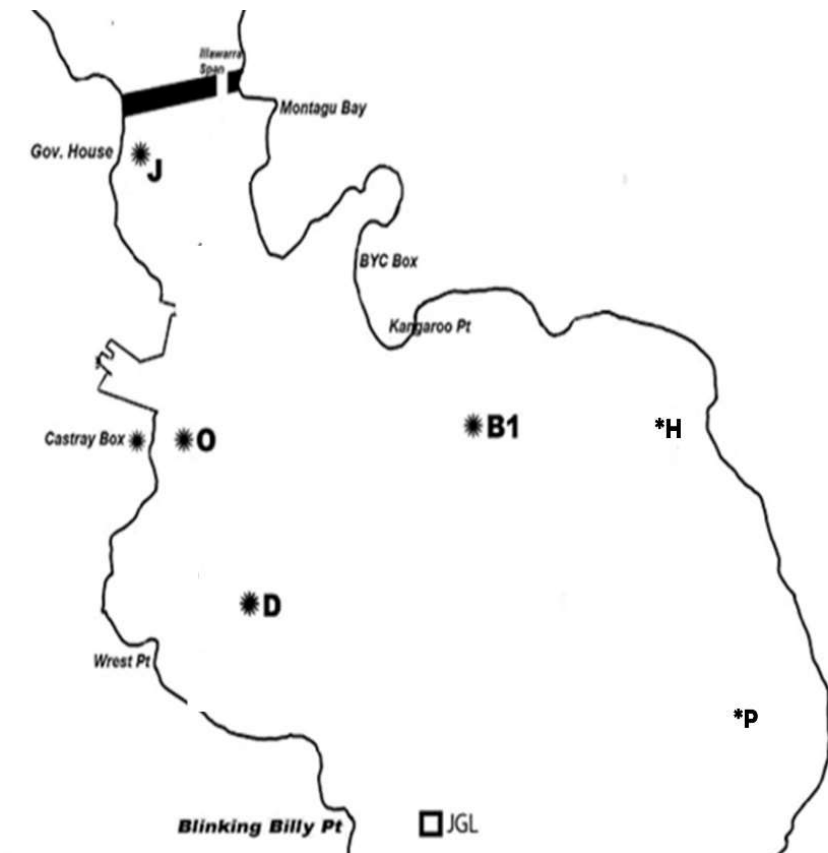 Illawarra
Span
Montagu Bay
Gov. House
J
BYC Box
Kangaroo Pt
B1
*H
Castray Box
O
D
Wrest Pt
*P
Blinking Billy Pt
JGL